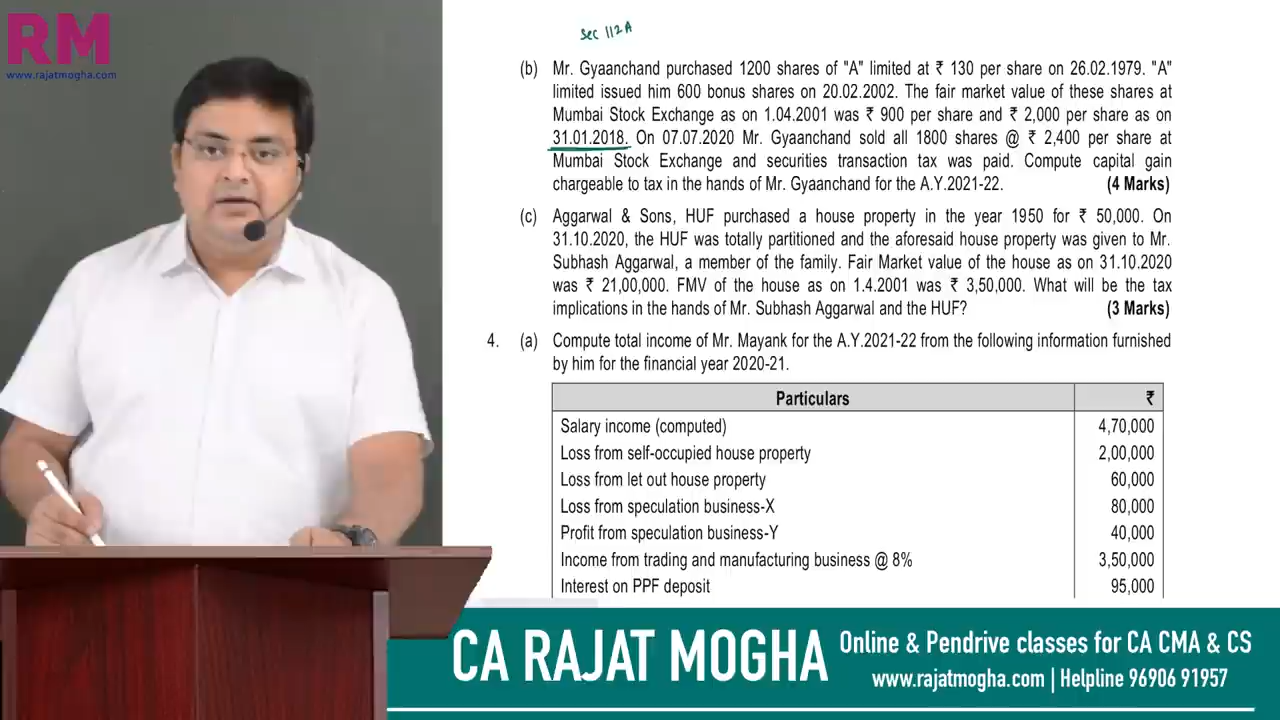 RM
www.rajatmogha.com
Sec 112A
(b) Mr. Gyaanchand purchased 1200 shares of "A" limited at ₹ 130 per share on 26.02.1979. "A"
limited issued him 600 bonus shares on 20.02.2002. The fair market value of these shares at
Mumbai Stock Exchange as on 1.04.2001 was ₹ 900 per share and ₹ 2,000 per share as on
31.01.2018. On 07.07.2020 Mr. Gyaanchand sold all 1800 shares @ ₹ 2,400 per share at
Mumbai Stock Exchange and securities transaction tax was paid. Compute capital gain
chargeable to tax in the hands of Mr. Gyaanchand for the A.Y.2021-22. (4 Marks)
(c) Aggarwal & Sons, HUF purchased a house property in the year 1950 for ₹ 50,000. On
31.10.2020, the HUF was totally partitioned and the aforesaid house property was given to Mr.
Subhash Aggarwal, a member of the family. Fair Market value of the house as on 31.10.2020
was ₹ 21,00,000. FMV of the house as on 1.4.2001 was ₹ 3,50,000. What will be the tax
implications in the hands of Mr. Subhash Aggarwal and the HUF? (3 Marks)
4. (a) Compute total income of Mr. Mayank for the A.Y.2021-22 from the following information furnished
by him for the financial year 2020-21.
Particulars ₹
Salary income (computed) 4,70,000
Loss from self-occupied house property 2,00,000
Loss from let out house property 60,000
Loss from speculation business-X 80,000
Profit from speculation business-Y 40,000
Income from trading and manufacturing business @ 8% 3,50,000
Interest on PPF deposit 95,000
CA RAJAT MOGHA
Online & Pendrive classes for CA CMA & CS
www.rajatmogha.com | Helpline 96906 91957